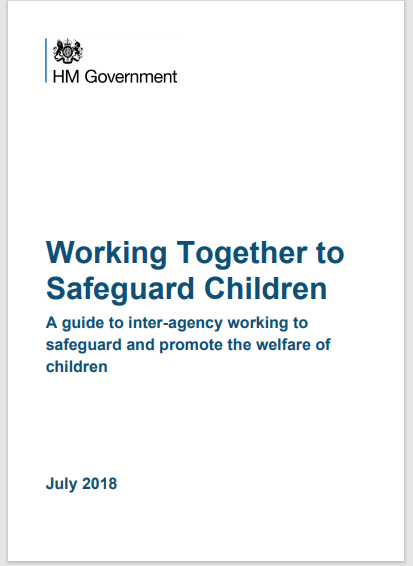 HM Government
Working Together to
Safeguard Children
A guide to inter-agency working to
safeguard and promote the welfare of
children
July 2018